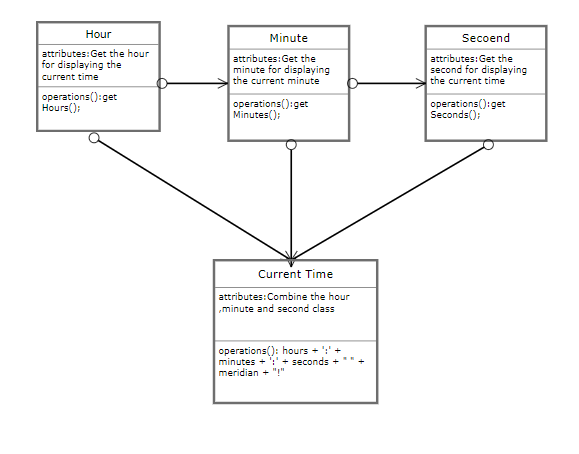 Hour
attributes:Get the hour
for displaying the
current time
operations():get
Hours();
Minute
attributes:Get the
minute for displaying
the current minute
operations():get
Minutes();
Secoend
attributes:Get the
second for displaying
the current time
operations():get
Seconds();
Current Time
attributes:Combine the hour
,minute and second class
operations(): hours + ':' +
minutes + ':' + seconds + " " +
meridian + "!"